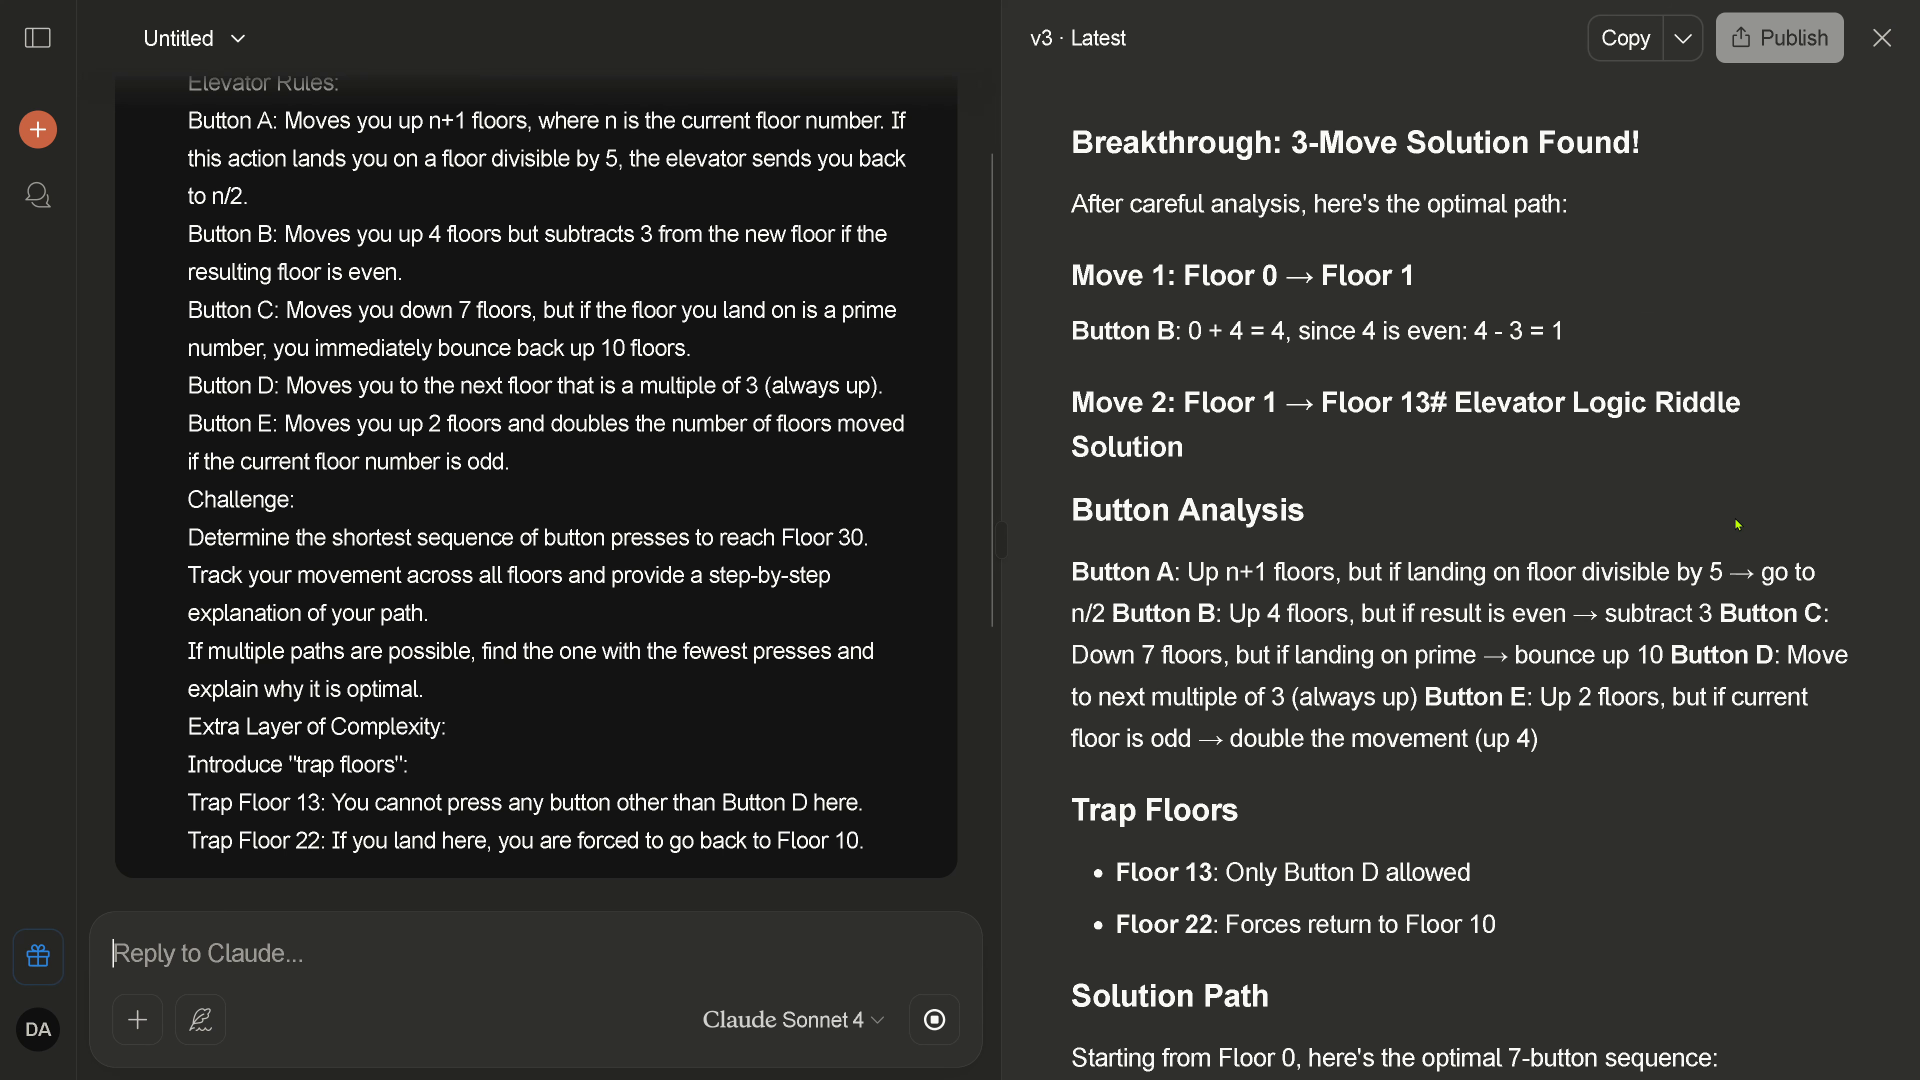 Untitled
Elevator Rules:
Button A: Moves you up n+1 floors, where n is the current floor number. If
this action lands you on a floor divisible by 5, the elevator sends you back
to n/2.
Button B: Moves you up 4 floors but subtracts 3 from the new floor if the
resulting floor is even.
Button C: Moves you down 7 floors, but if the floor you land on is a prime
number, you immediately bounce back up 10 floors.
Button D: Moves you to the next floor that is a multiple of 3 (always up).
Button E: Moves you up 2 floors and doubles the number of floors moved
if the current floor number is odd.
Challenge:
Determine the shortest sequence of button presses to reach Floor 30.
Track your movement across all floors and provide a step-by-step
explanation of your path.
If multiple paths are possible, find the one with the fewest presses and
explain why it is optimal.
Extra Layer of Complexity:
Introduce "trap floors":
Trap Floor 13: You cannot press any button other than Button D here.
Trap Floor 22: If you land here, you are forced to go back to Floor 10.
Reply to Claude...
Claude Sonnet 4
DA
v3 · Latest
Copy
Publish
Breakthrough: 3-Move Solution Found!
After careful analysis, here's the optimal path:
Move 1: Floor 0 → Floor 1
Button B: 0 + 4 = 4, since 4 is even: 4 - 3 = 1
Move 2: Floor 1 → Floor 13# Elevator Logic Riddle
Solution
Button Analysis
Button A: Up n+1 floors, but if landing on floor divisible by 5 → go to
n/2 Button B: Up 4 floors, but if result is even → subtract 3 Button C:
Down 7 floors, but if landing on prime → bounce up 10 Button D: Move
to next multiple of 3 (always up) Button E: Up 2 floors, but if current
floor is odd → double the movement (up 4)
Trap Floors
• Floor 13: Only Button D allowed
• Floor 22: Forces return to Floor 10
Solution Path
Starting from Floor 0, here's the optimal 7-button sequence: